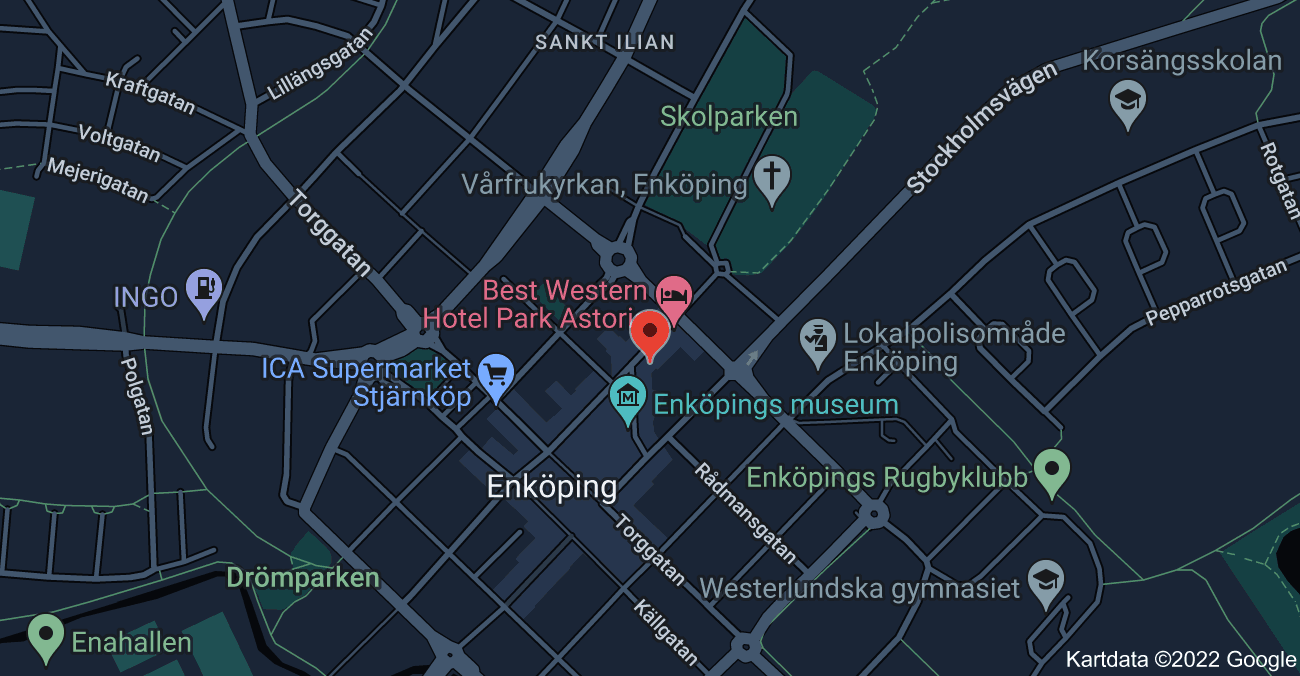 SANKT ILIAN
Lillängsgatan
Korsängsskolan
Kraftgatan
Stockholmsvägen
Skolparken
Voltgatan
Mejerigatan
Vårfrukyrkan, Enköping
Rotgatan
Torggatan
INGO
Best Western
Hotel Park Astori
Pepparrotsgatan
Lokalpolisområde
Enköping
ICA Supermarket
Stjärnköp
Polgatan
Enköpings museum
Enköping
Rådmansgatan
Enköpings Rugbyklubb
Torggatan
Drömparken
Westerlundska gymnasiet
Källgatan
Enahallen
Kartdata ©2022 Google